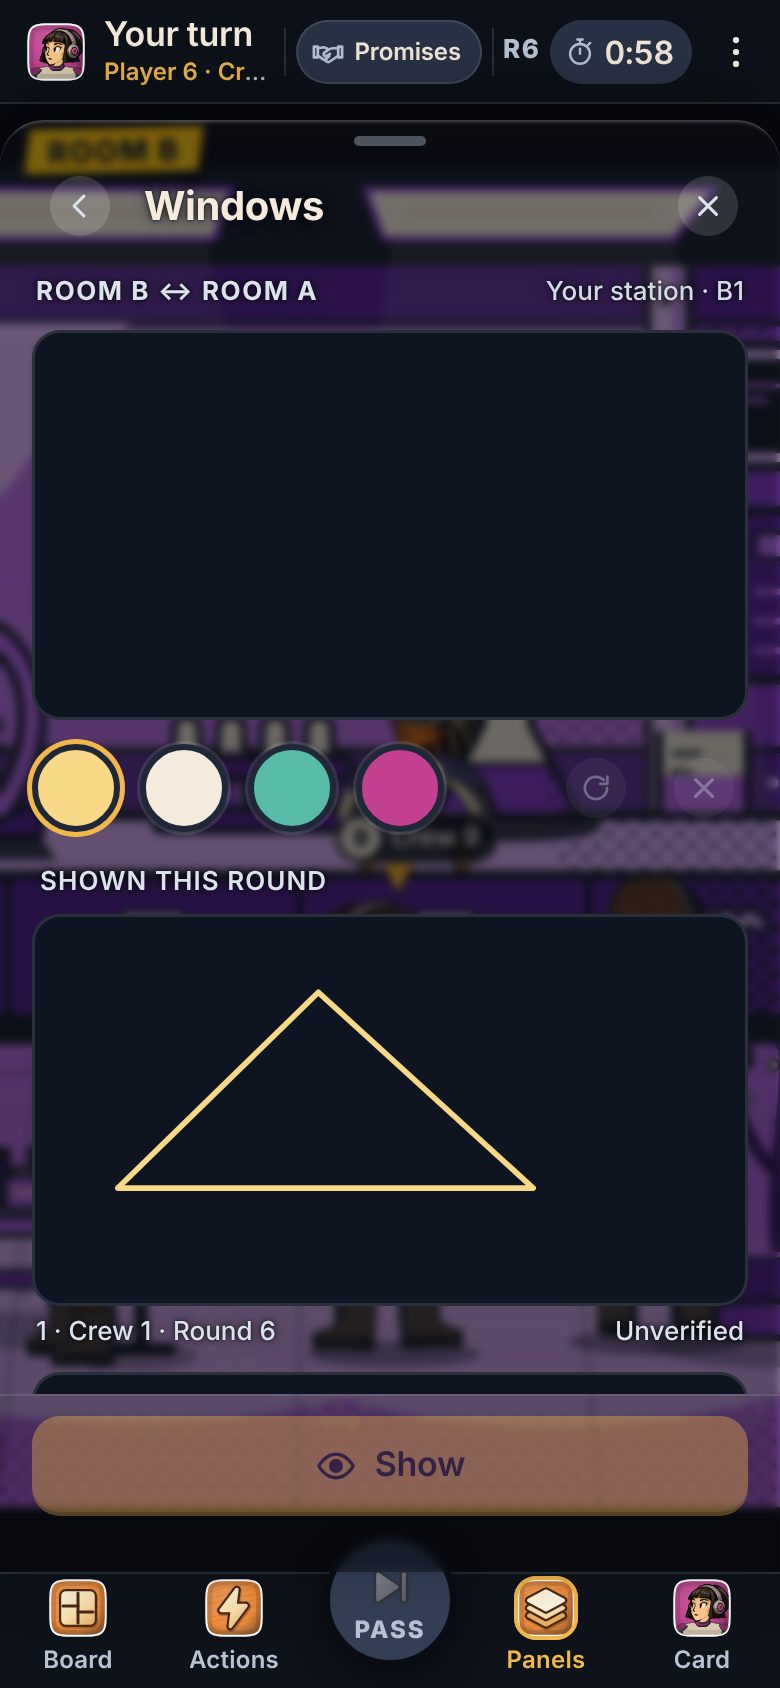 Your turn
Player 6 · Cr...
Promises
R6
0:58
ROOM B
Windows
ROOM B ↔ ROOM A
Your station · B1
SHOWN THIS ROUND
1 · Crew 1 · Round 6
Unverified
Show
PASS
Board
Actions
Panels
Card